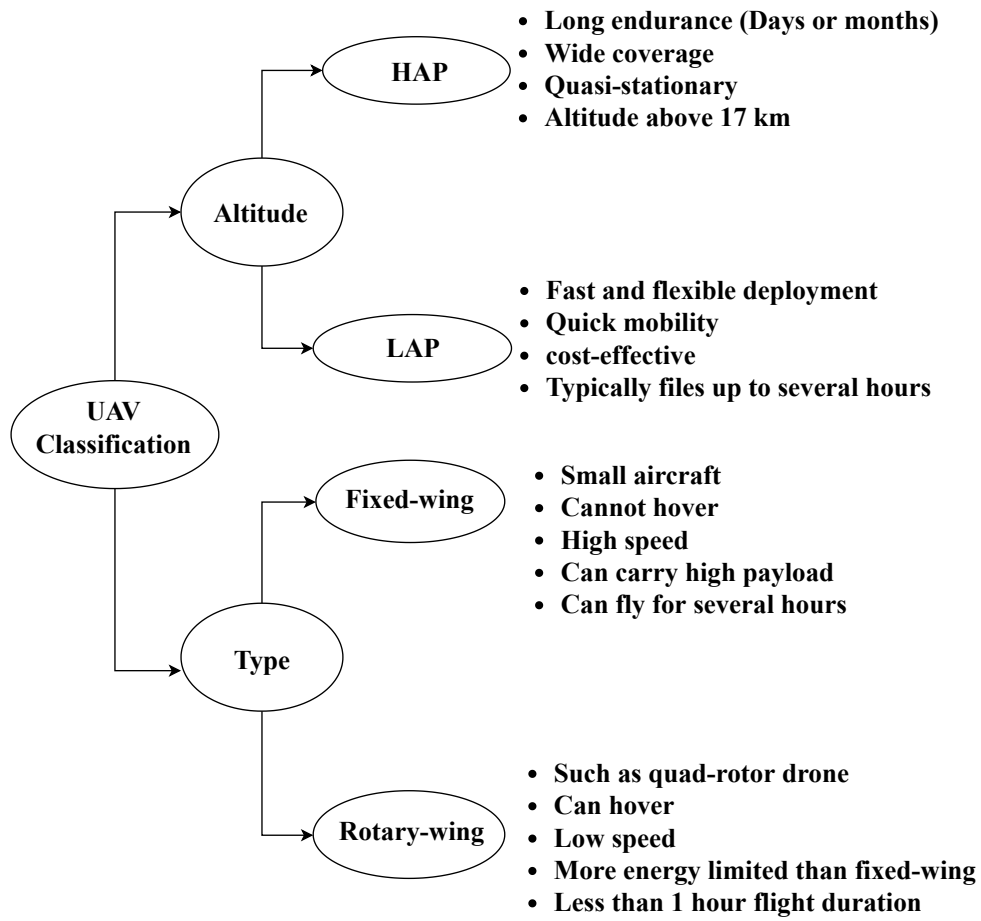 HAP
• Long endurance (Days or months)
• Wide coverage
• Quasi-stationary
• Altitude above 17 km
Altitude
LAP
• Fast and flexible deployment
• Quick mobility
• cost-effective
• Typically files up to several hours
UAV
Classification
Fixed-wing
• Small aircraft
• Cannot hover
• High speed
• Can carry high payload
• Can fly for several hours
Type
Rotary-wing
• Such as quad-rotor drone
• Can hover
• Low speed
• More energy limited than fixed-wing
• Less than 1 hour flight duration